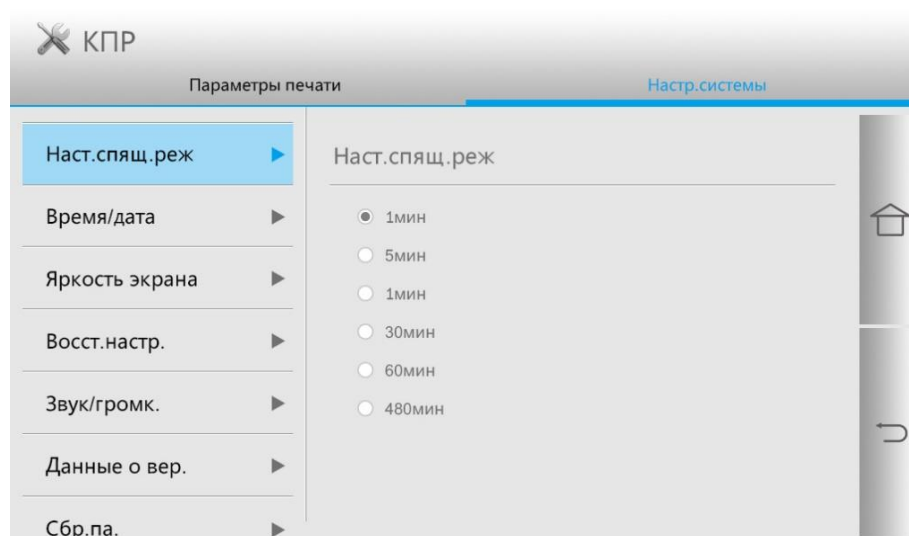 КПР
Параметры печати
Настр.системы
Наст.спящ.реж
Время/дата
Яркость экрана
Восст.настр.
Звук/громк.
Данные о вер.
Сбр.па.
Наст.спящ.реж
1мин
5мин
1мин
30мин
60мин
480мин